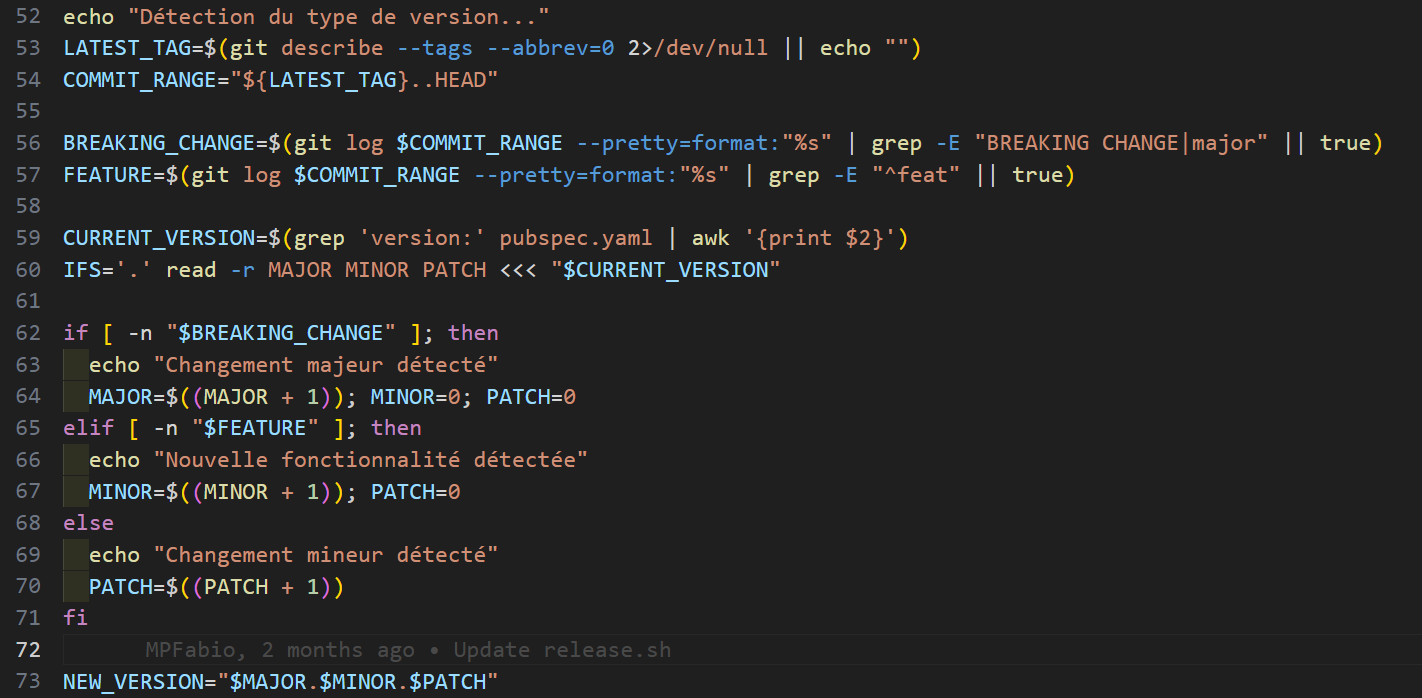 52 echo "Détection du type de version..."
53 LATEST_TAG=$(git describe --tags --abbrev=0 2>/dev/null || echo "")
54 COMMIT_RANGE="${LATEST_TAG}..HEAD"
55
56 BREAKING_CHANGE=$(git log $COMMIT_RANGE --pretty=format:"%s" | grep -E "BREAKING CHANGE|major" || true)
57 FEATURE=$(git log $COMMIT_RANGE --pretty=format:"%s" | grep -E "^feat" || true)
58
59 CURRENT_VERSION=$(grep 'version:' pubspec.yaml | awk '{print $2}')
60 IFS='.' read -r MAJOR MINOR PATCH <<< "$CURRENT_VERSION"
61
62 if [ -n "$BREAKING_CHANGE" ]; then
63   echo "Changement majeur détecté"
64   MAJOR=$((MAJOR + 1)); MINOR=0; PATCH=0
65 elif [ -n "$FEATURE" ]; then
66   echo "Nouvelle fonctionnalité détectée"
67   MINOR=$((MINOR + 1)); PATCH=0
68 else
69   echo "Changement mineur détecté"
70   PATCH=$((PATCH + 1))
71 fi
72 MPFabio, 2 months ago • Update release.sh
73 NEW_VERSION="$MAJOR.$MINOR.$PATCH"